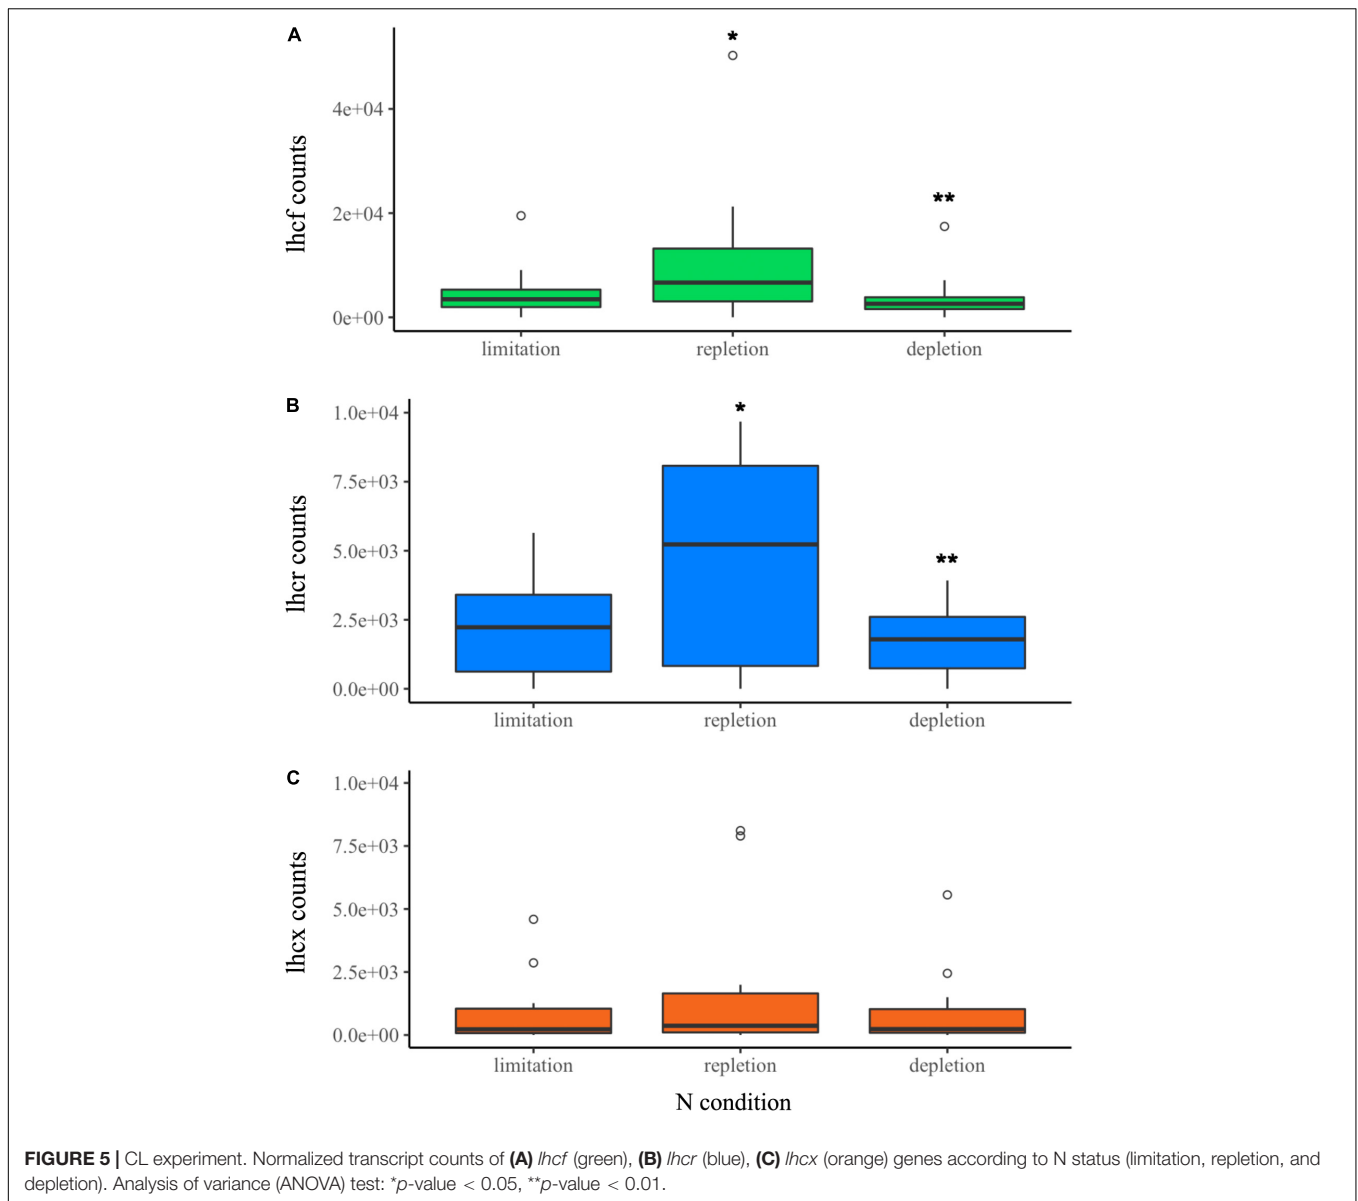 A
*
4e+04
lhcf counts
**
2e+04
0e+00
limitation repletion depletion
B
1.0e+04
*
7.5e+03
lhcr counts
5.0e+03
**
2.5e+03
0.0e+00
limitation repletion depletion
C
1.0e+04
7.5e+03
lhcx counts
5.0e+03
2.5e+03
0.0e+00
limitation repletion depletion
N condition
FIGURE 5 | CL experiment. Normalized transcript counts of (A) lhcf (green), (B) lhcr (blue), (C) lhcx (orange) genes according to N status (limitation, repletion, and
depletion). Analysis of variance (ANOVA) test: *p-value < 0.05, **p-value < 0.01.